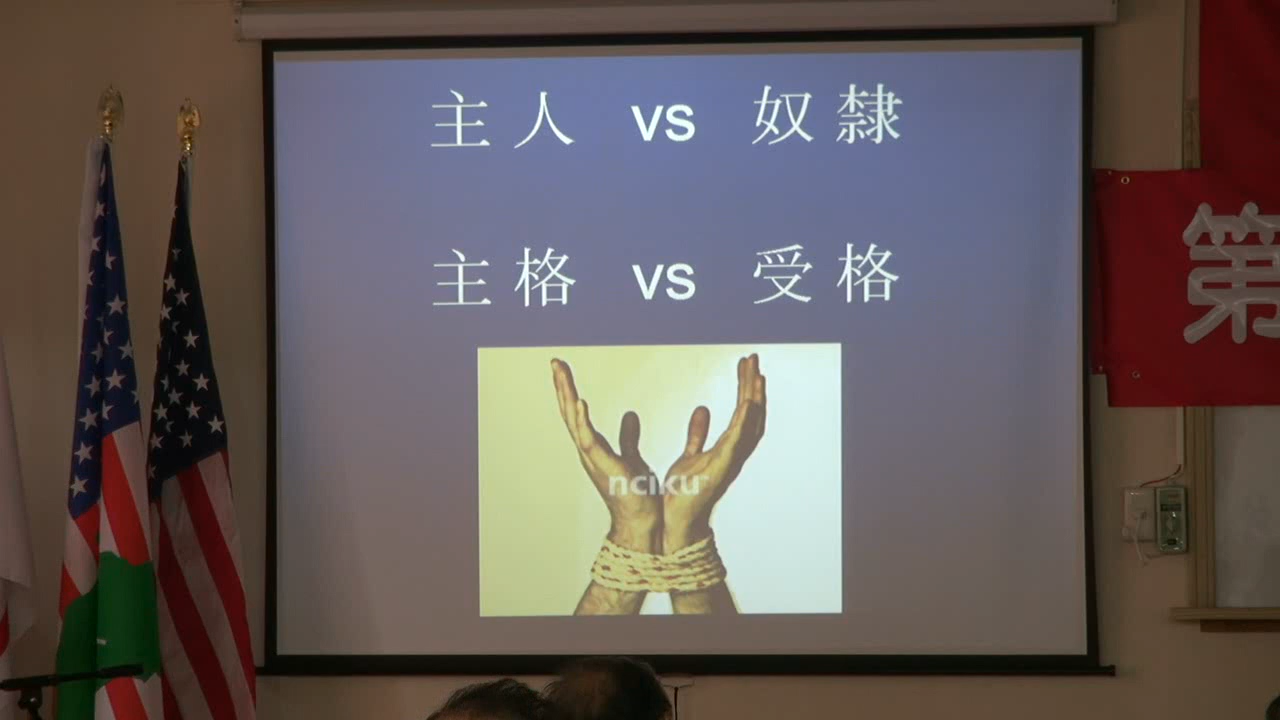 主人 vs 奴隸
主格 vs 受格
nciku
第